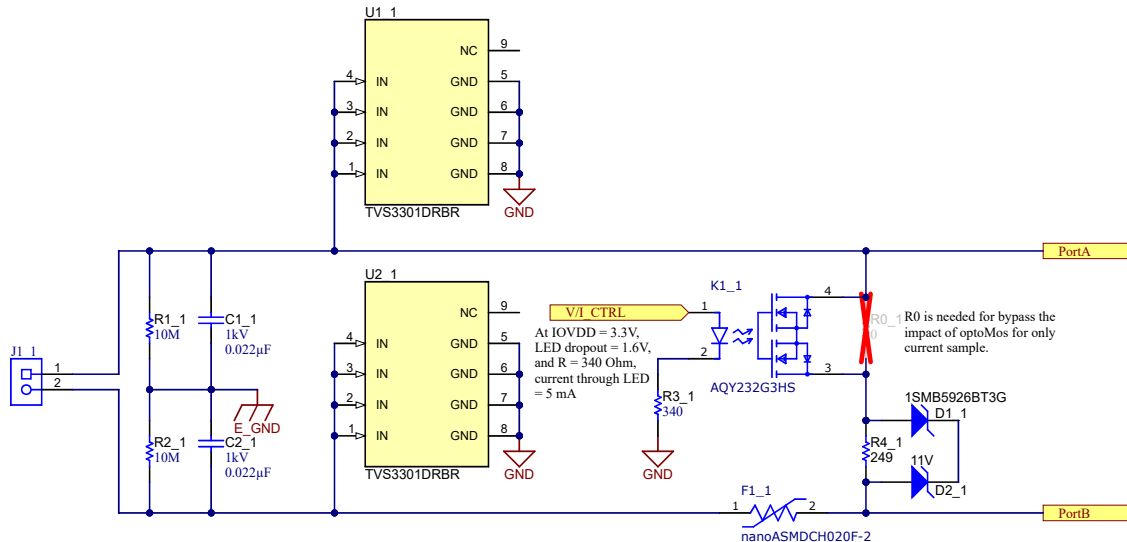 U1_1
NC 9
4 IN GND 5
3 IN GND 6
2 IN GND 7
1 IN GND 8
TVS3301DRBR
GND
PortA
U2_1
NC 9
4 IN GND 5
3 IN GND 6
2 IN GND 7
1 IN GND 8
TVS3301DRBR
GND
J1_1
1
2
R1_1
10M
C1_1
1kV
0.022µF
E_GND
R2_1
10M
C2_1
1kV
0.022µF
V/I_CTRL
At IOVDD = 3.3V,
LED dropout = 1.6V,
and R = 340 Ohm,
current through LED
= 5 mA
K1_1
1
2
4
3
AQY232G3HS
R3_1
340
GND
R0_1
0
R0 is needed for bypass the
impact of optoMos for only
current sample.
1SMB5926BT3G
D1_1
R4_1
249
11V
D2_1
F1_1
1 2
nanoASMDCH020F-2
PortB